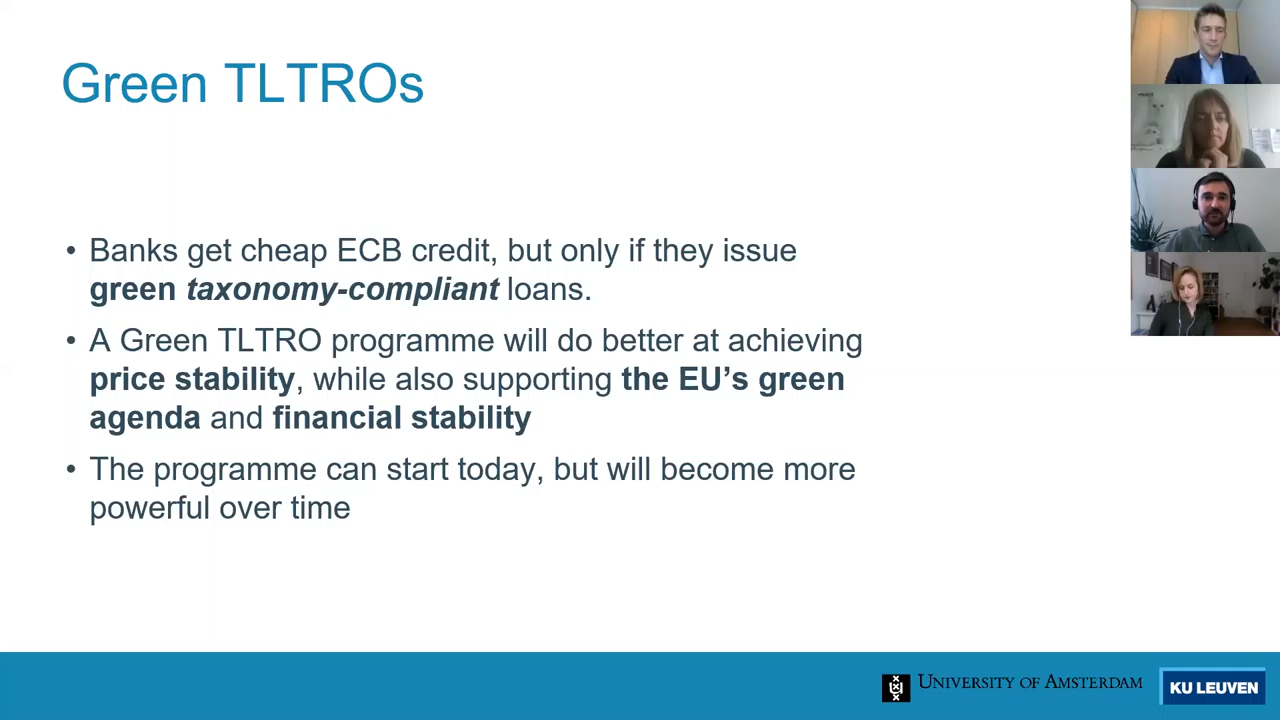 Green TLTROs
• Banks get cheap ECB credit, but only if they issue
green taxonomy-compliant loans.
• A Green TLTRO programme will do better at achieving
price stability, while also supporting the EU’s green
agenda and financial stability
• The programme can start today, but will become more
powerful over time
UNIVERSITY OF AMSTERDAM
KU LEUVEN